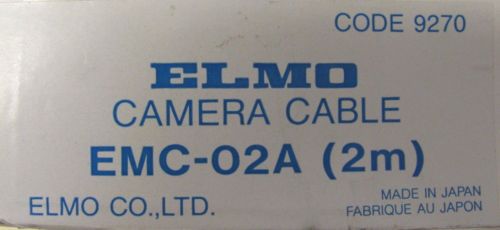 CODE 9270
ELMO
CAMERA CABLE
EMC-02A (2m)
MADE IN JAPAN
ELMO CO.,LTD.
FABRIQUE AU JAPON